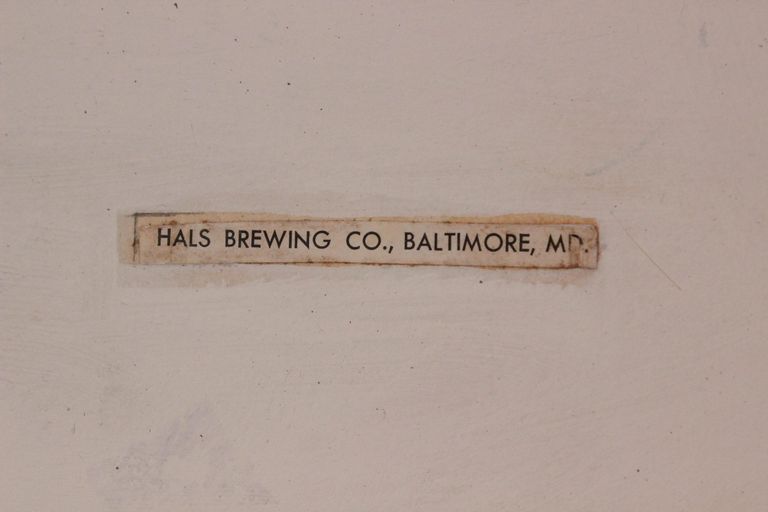 HALS BREWING CO., BALTIMORE, MD.